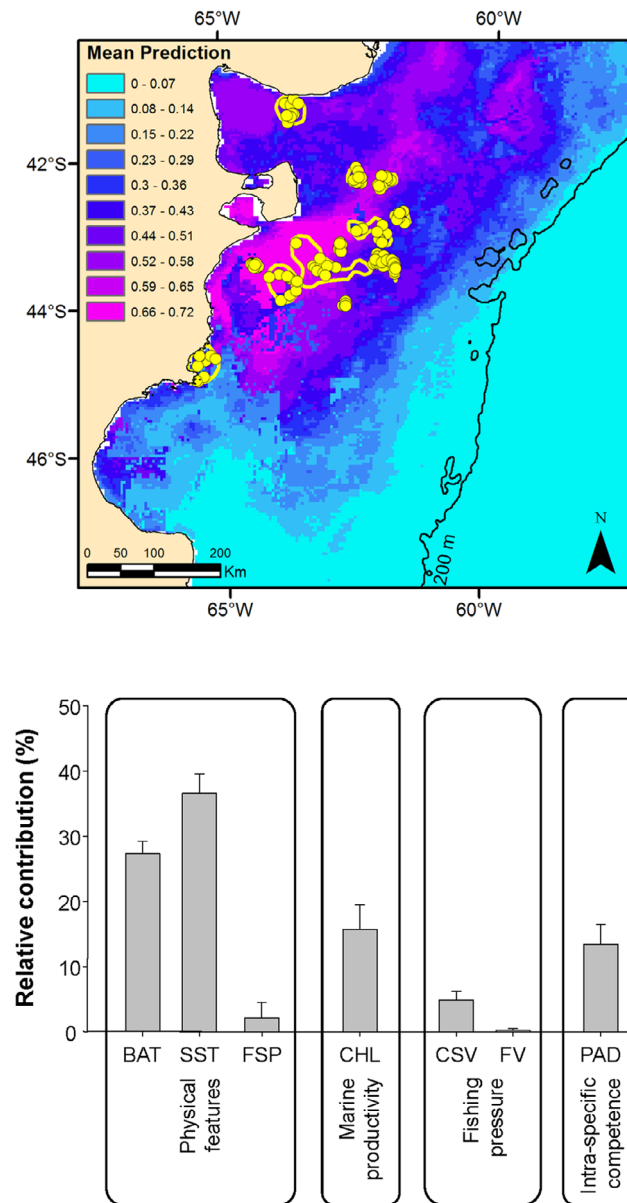 65°W 60°W
Mean Prediction
0 - 0.07
0.08 - 0.14
0.15 - 0.22
0.23 - 0.29
0.3 - 0.36
0.37 - 0.43
0.44 - 0.51
0.52 - 0.58
0.59 - 0.65
0.66 - 0.72
42°S
44°S
46°S
0 50 100 200
Km
200 m
N
65°W 60°W
Relative contribution (%)
50
40
30
20
10
0
BAT SST FSP CHL CSV FV PAD
Physical
features
Marine
productivity
Fishing
pressure
Intra-specific
competence